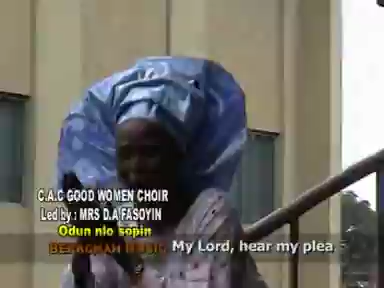 C.A.C GOOD WOMEN CHOIR
Led by : MRS D.A FASOYIN
Odun nlo sopin
My Lord, hear my plea